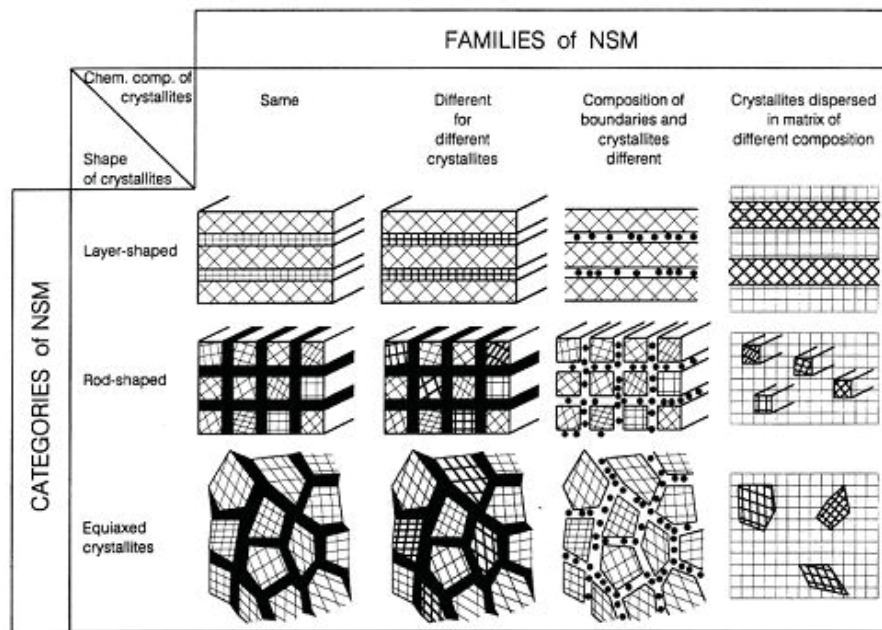 FAMILIES of NSM
Chem. comp. of
crystallites
Shape
of crystallites
Same
Different
for
different
crystallites
Composition of
boundaries and
crystallites
different
Crystallites dispersed
in matrix of
different composition
CATEGORIES of NSM
Layer-shaped
Rod-shaped
Equiaxed
crystallites